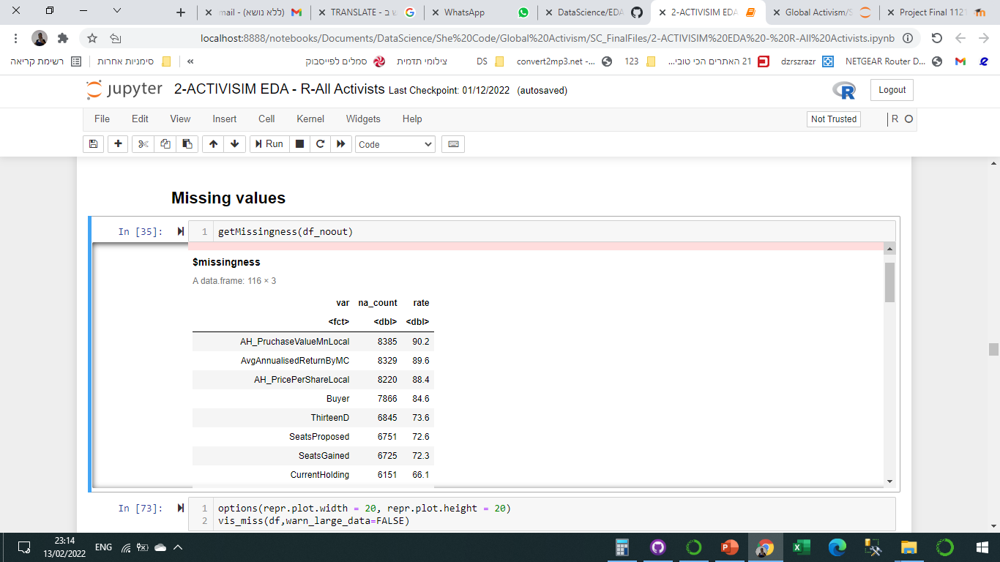 (ללא נושא) - mail
TRANSLATE - ש ב
WhatsApp
DataScience/EDA
2-ACTIVISIM EDA
Global Activism/S
Project Final 1121
localhost:8888/notebooks/Documents/DataScience/She%20Code/Global%20Activism/SC_FinalFiles/2-ACTIVISIM%20EDA%20-%20R-All%20Activists.ipynb
רשימת קריאה
סימניות אחרות
«
סמלים לפייסבוק
צילומי תדמית
DS
convert2mp3.net -...
123
21 האתרים הכי טובי...
dzrszrazr
NETGEAR Router D...
jupyter 2-ACTIVISIM EDA - R-All Activists Last Checkpoint: 01/12/2022 (autosaved)
R
Logout
File Edit View Insert Cell Kernel Widgets Help
Not Trusted
R
Run
Code
Missing values
In [35]:
1 getMissingness(df_noout)
$missingness
A data.frame: 116 × 3
var na_count rate
<fct> <dbl> <dbl>
AH_PruchaseValueMnLocal 8385 90.2
AvgAnnualisedReturnByMC 8329 89.6
AH_PricePerShareLocal 8220 88.4
Buyer 7866 84.6
ThirteenD 6845 73.6
SeatsProposed 6751 72.6
SeatsGained 6725 72.3
CurrentHolding 6151 66.1
In [73]:
1 options(repr.plot.width = 20, repr.plot.height = 20)
2 vis_miss(df,warn_large_data=FALSE)
23:14
13/02/2022
ENG